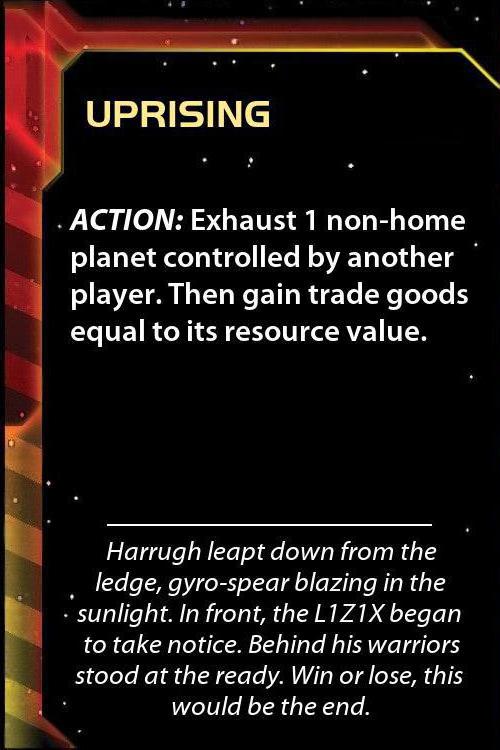 UPRISING
ACTION: Exhaust 1 non-home
planet controlled by another
player. Then gain trade goods
equal to its resource value.
Harrugh leapt down from the
ledge, gyro-spear blazing in the
sunlight. In front, the L1Z1X began
to take notice. Behind his warriors
stood at the ready. Win or lose, this
would be the end.